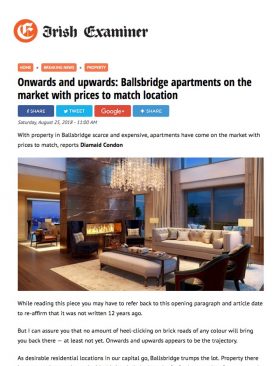 Irish Examiner
HOME BREAKING NEWS PROPERTY
Onwards and upwards: Ballsbridge apartments on the
market with prices to match location
SHARE TWEET Google+ SHARE
Saturday, August 25, 2018 - 11:00 AM
With property in Ballsbridge scarce and expensive, apartments have come on the market with
prices to match, reports Diarmaid Condon
While reading this piece you may have to refer back to this opening paragraph and article date
to re-affirm that it was not written 12 years ago.
But I can assure you that no amount of heel-clicking on brick roads of any colour will bring
you back there — at least not yet. Onwards and upwards appears to be the trajectory.
As desirable residential locations in our capital go, Ballsbridge trumps the lot. Property there